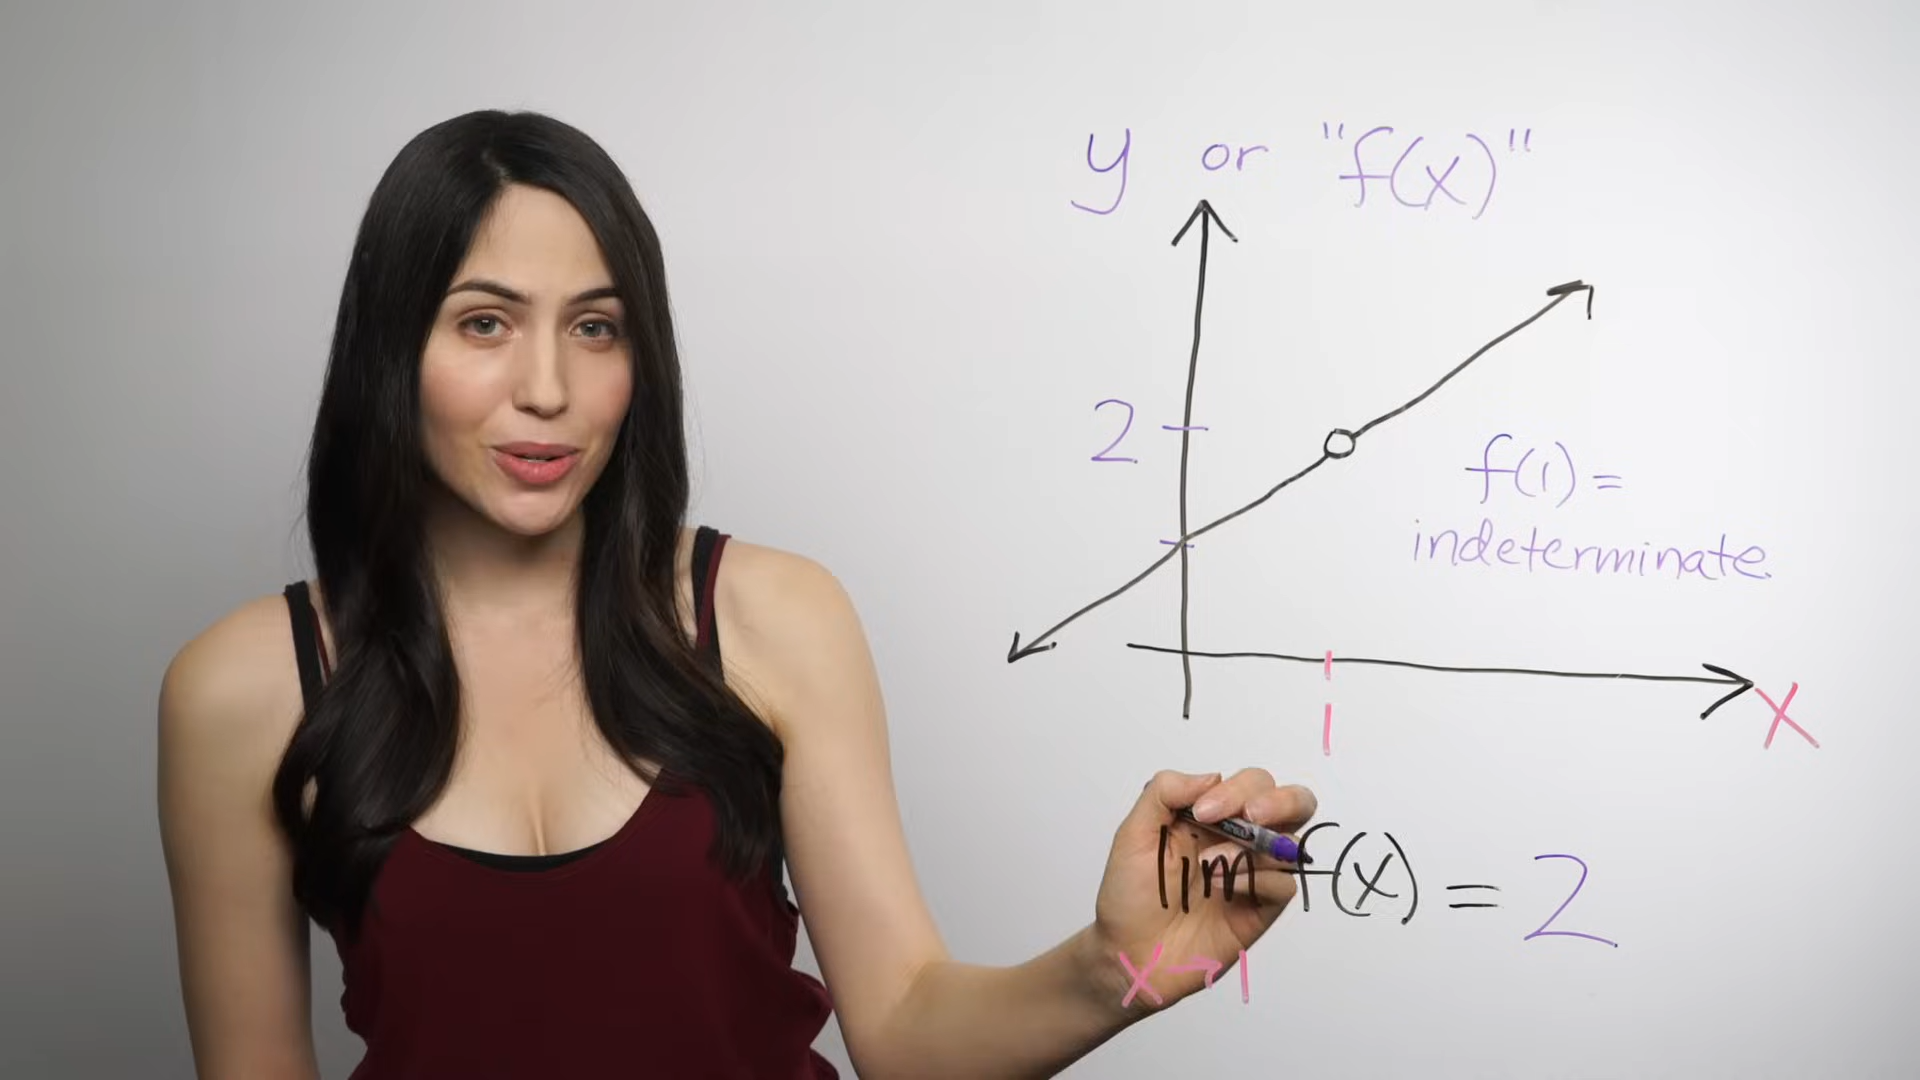 y or "f(x)"
2
f(1) =
indeterminate.
X
1
lim f(x) = 2
x→1